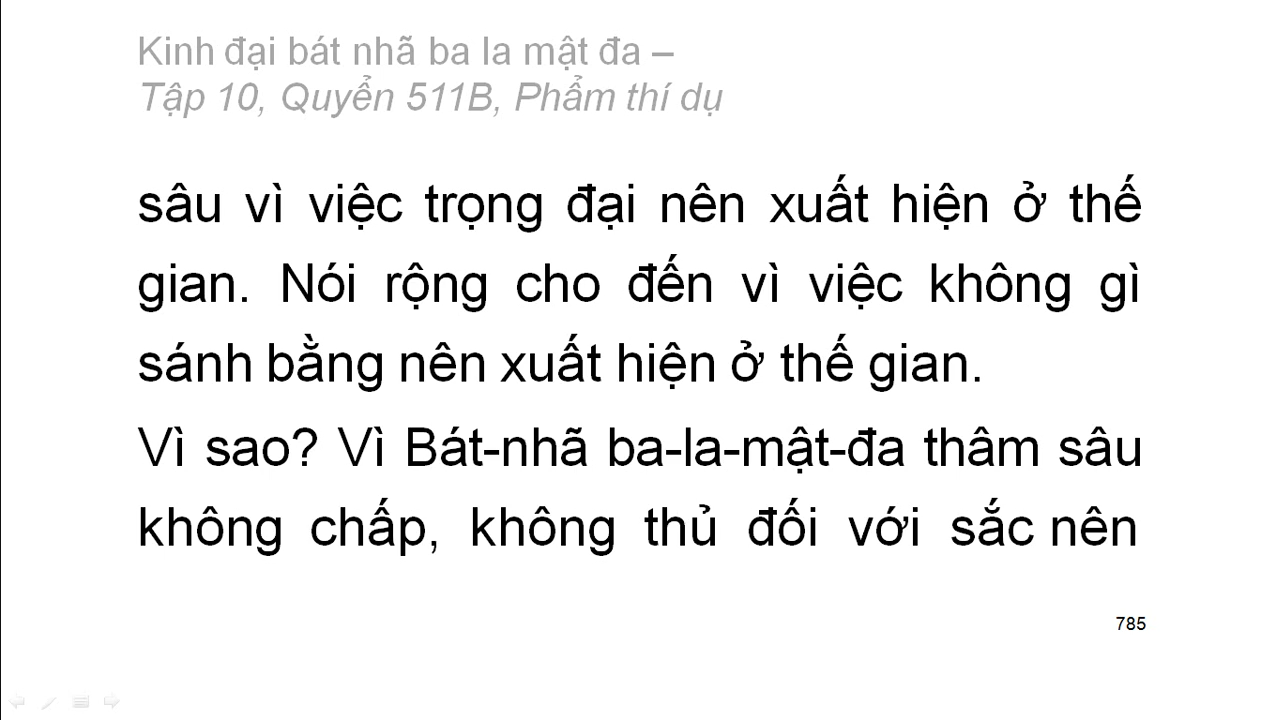 Kinh đại bát nhã ba la mật đa –
Tập 10, Quyển 511B, Phẩm thí dụ
sâu vì việc trọng đại nên xuất hiện ở thế
gian. Nói rộng cho đến vì việc không gì
sánh bằng nên xuất hiện ở thế gian.
Vì sao? Vì Bát-nhã ba-la-mật-đa thâm sâu
không chấp, không thủ đối với sắc nên
785